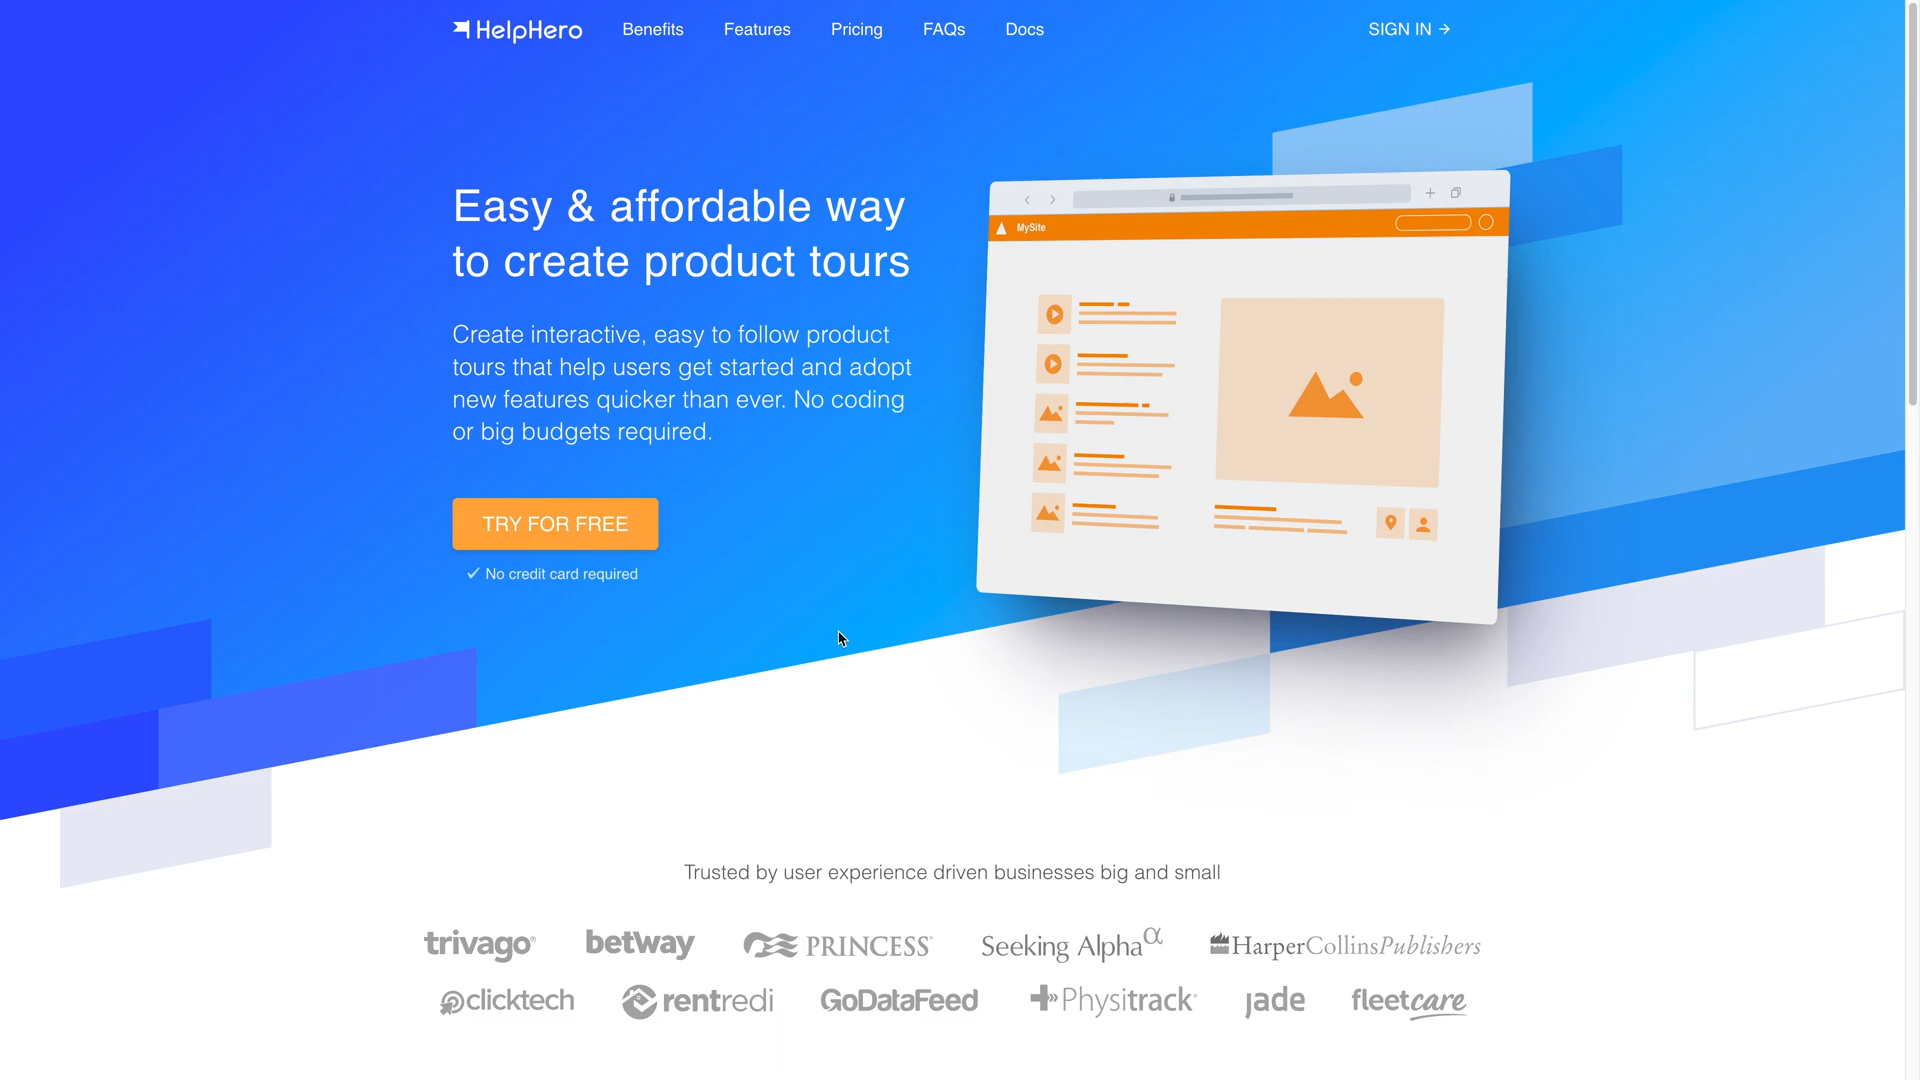 HelpHero Benefits Features Pricing FAQs Docs SIGN IN →
Easy & affordable way
to create product tours
Create interactive, easy to follow product
tours that help users get started and adopt
new features quicker than ever. No coding
or big budgets required.
TRY FOR FREE
✓ No credit card required
MySite
Trusted by user experience driven businesses big and small
trivago® betway PRINCESS® Seeking Alphaα HarperCollinsPublishers
clicktech rentredi GoDataFeed Physitrack® jade fleetcare